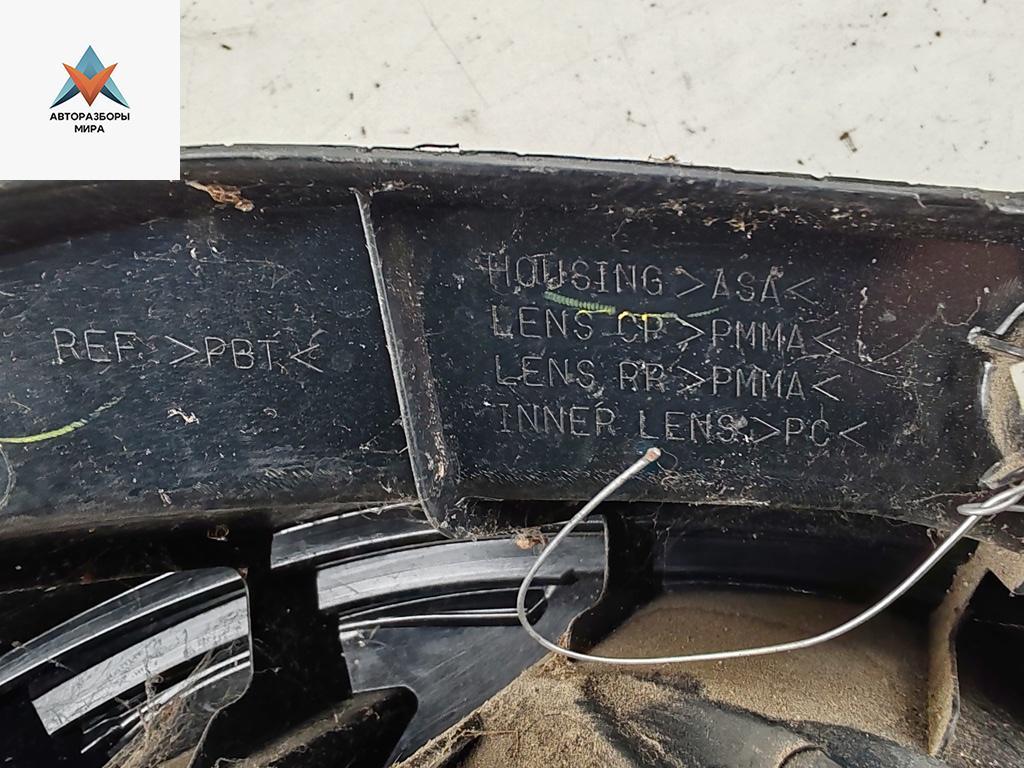 АВТОРАЗБОРЫ
МИРА
REF. >PBT<
HOUSING >ASA<
LENS CP >PMMA<
LENS RR >PMMA<
INNER LENS >PC<